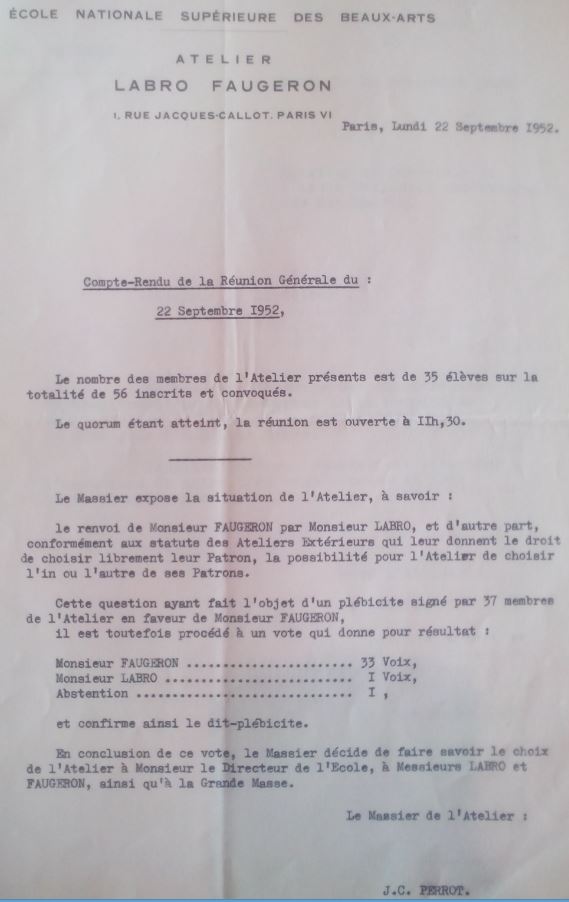 ÉCOLE NATIONALE SUPÉRIEURE DES BEAUX-ARTS
ATELIER
LABRO FAUGERON
1, RUE JACQUES-CALLOT. PARIS VI
Paris, Lundi 22 Septembre I952.
Compte-Rendu de la Réunion Générale du :
22 Septembre I952,
Le nombre des membres de l'Atelier présents est de 35 élèves sur la
totalité de 56 inscrits et convoqués.
Le quorum étant atteint, la réunion est ouverte à IIh,30.
Le Massier expose la situation de l'Atelier, à savoir :
le renvoi de Monsieur FAUGERON par Monsieur LABRO, et d'autre part,
conformément aux statuts des Ateliers Extérieurs qui leur donnent le droit
de choisir librement leur Patron, la possibilité pour l'Atelier de choisir
l'in ou l'autre de ses Patrons.
Cette question ayant fait l'objet d'un plébicite signé par 37 membres
de l'Atelier en faveur de Monsieur FAUGERON,
il est toutefois procédé à un vote qui donne pour résultat :
Monsieur FAUGERON ...................... 33 Voix,
Monsieur LABRO ......................... I Voix,
Abstention ............................. I ,
et confirme ainsi le dit-plébicite.
En conclusion de ce vote, le Massier décide de faire savoir le choix
de l'Atelier à Monsieur le Directeur de l'Ecole, à Messieurs LABRO et
FAUGERON, ainsi qu'à la Grande Masse.
Le Massier de l'Atelier :
J.C. PERROT.